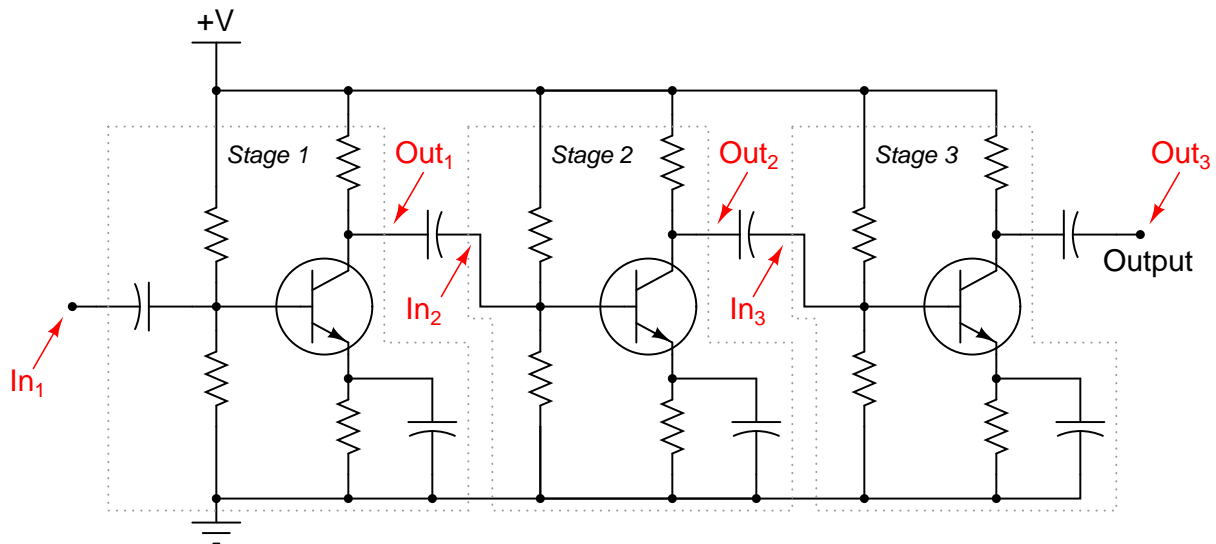 +V
Stage 1
Out₁
Stage 2
Out₂
Stage 3
Out₃
Output
In₁
In₂
In₃